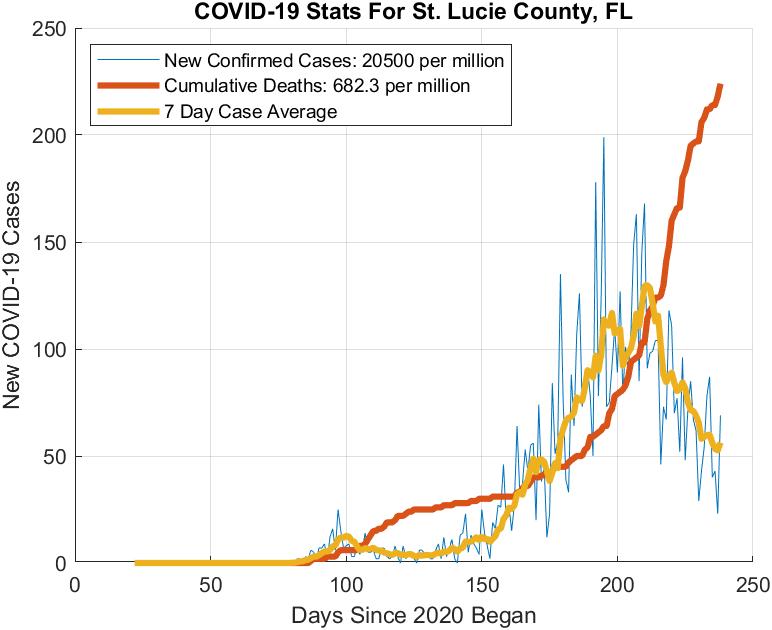 COVID-19 Stats For St. Lucie County, FL
250
New Confirmed Cases: 20500 per million
Cumulative Deaths: 682.3 per million
7 Day Case Average
200
150
100
50
0
New COVID-19 Cases
0 50 100 150 200 250
Days Since 2020 Began